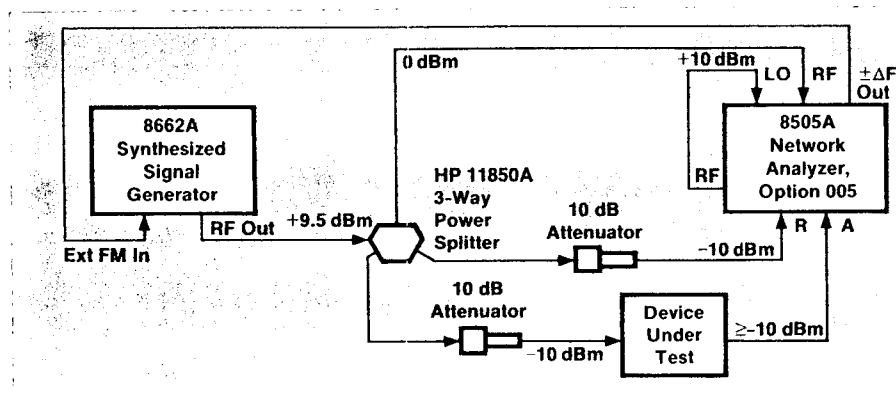 0 dBm
+10 dBm
LO
RF
±ΔF
Out
8662A
Synthesized
Signal
Generator
8505A
Network
Analyzer,
Option 005
RF
HP 11850A
3-Way
Power
Splitter
RF Out
+9.5 dBm
Ext FM In
10 dB
Attenuator
−10 dBm
R
A
10 dB
Attenuator
−10 dBm
Device
Under
Test
≥−10 dBm